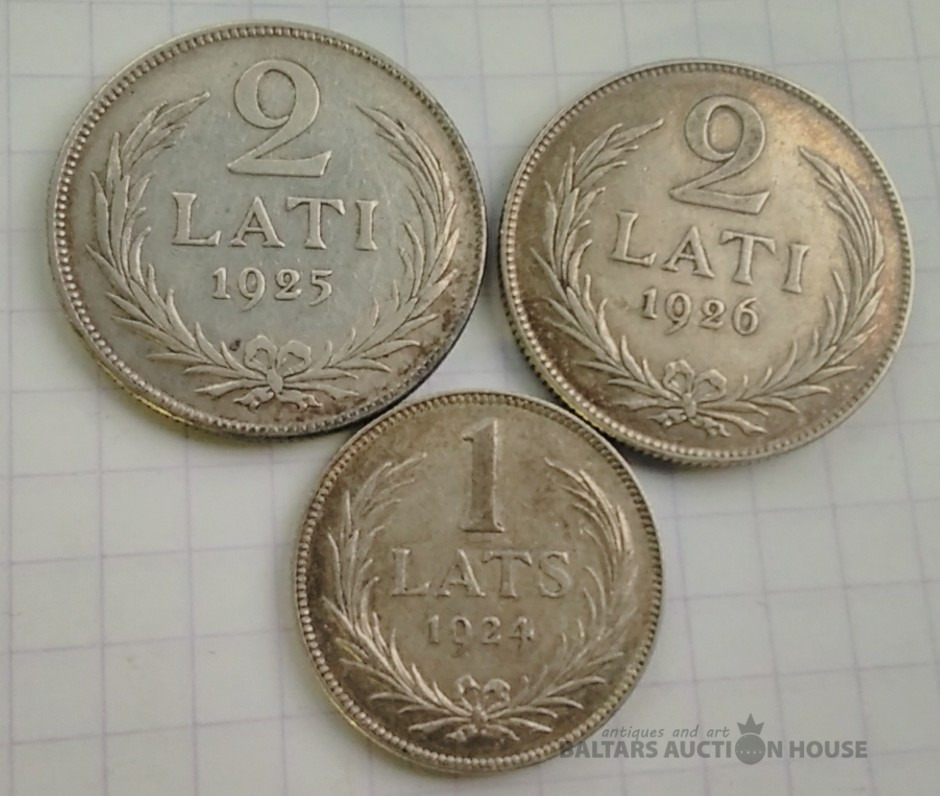 2
LATI
1925
2
LATI
1926
1
LATS
1924
antiques and art
BALTARS AUCTION HOUSE